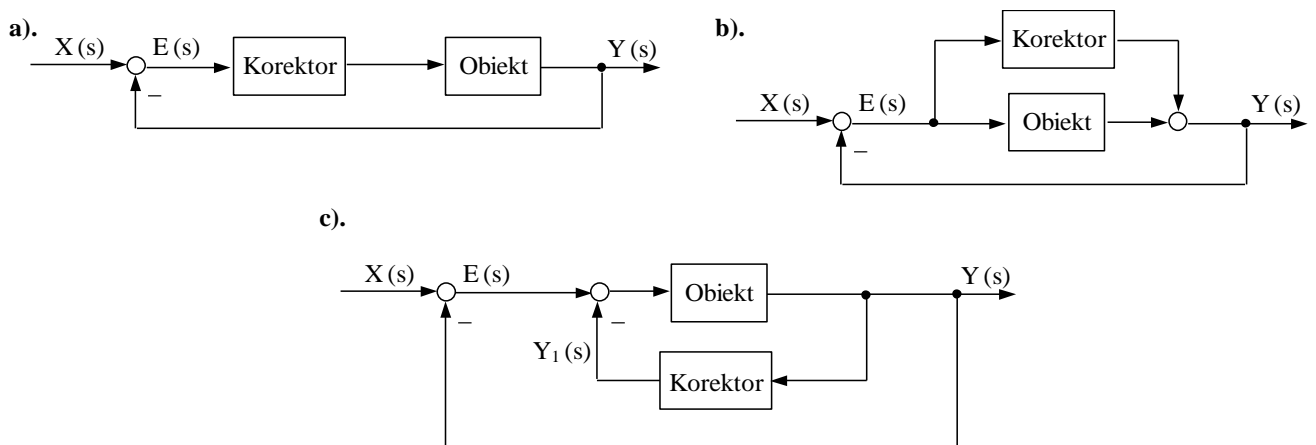 a).
X (s)
E (s)
Korektor
Obiekt
Y (s)
–
b).
Korektor
X (s)
E (s)
Obiekt
Y (s)
–
c).
X (s)
E (s)
Obiekt
Y (s)
–
–
Y₁ (s)
Korektor